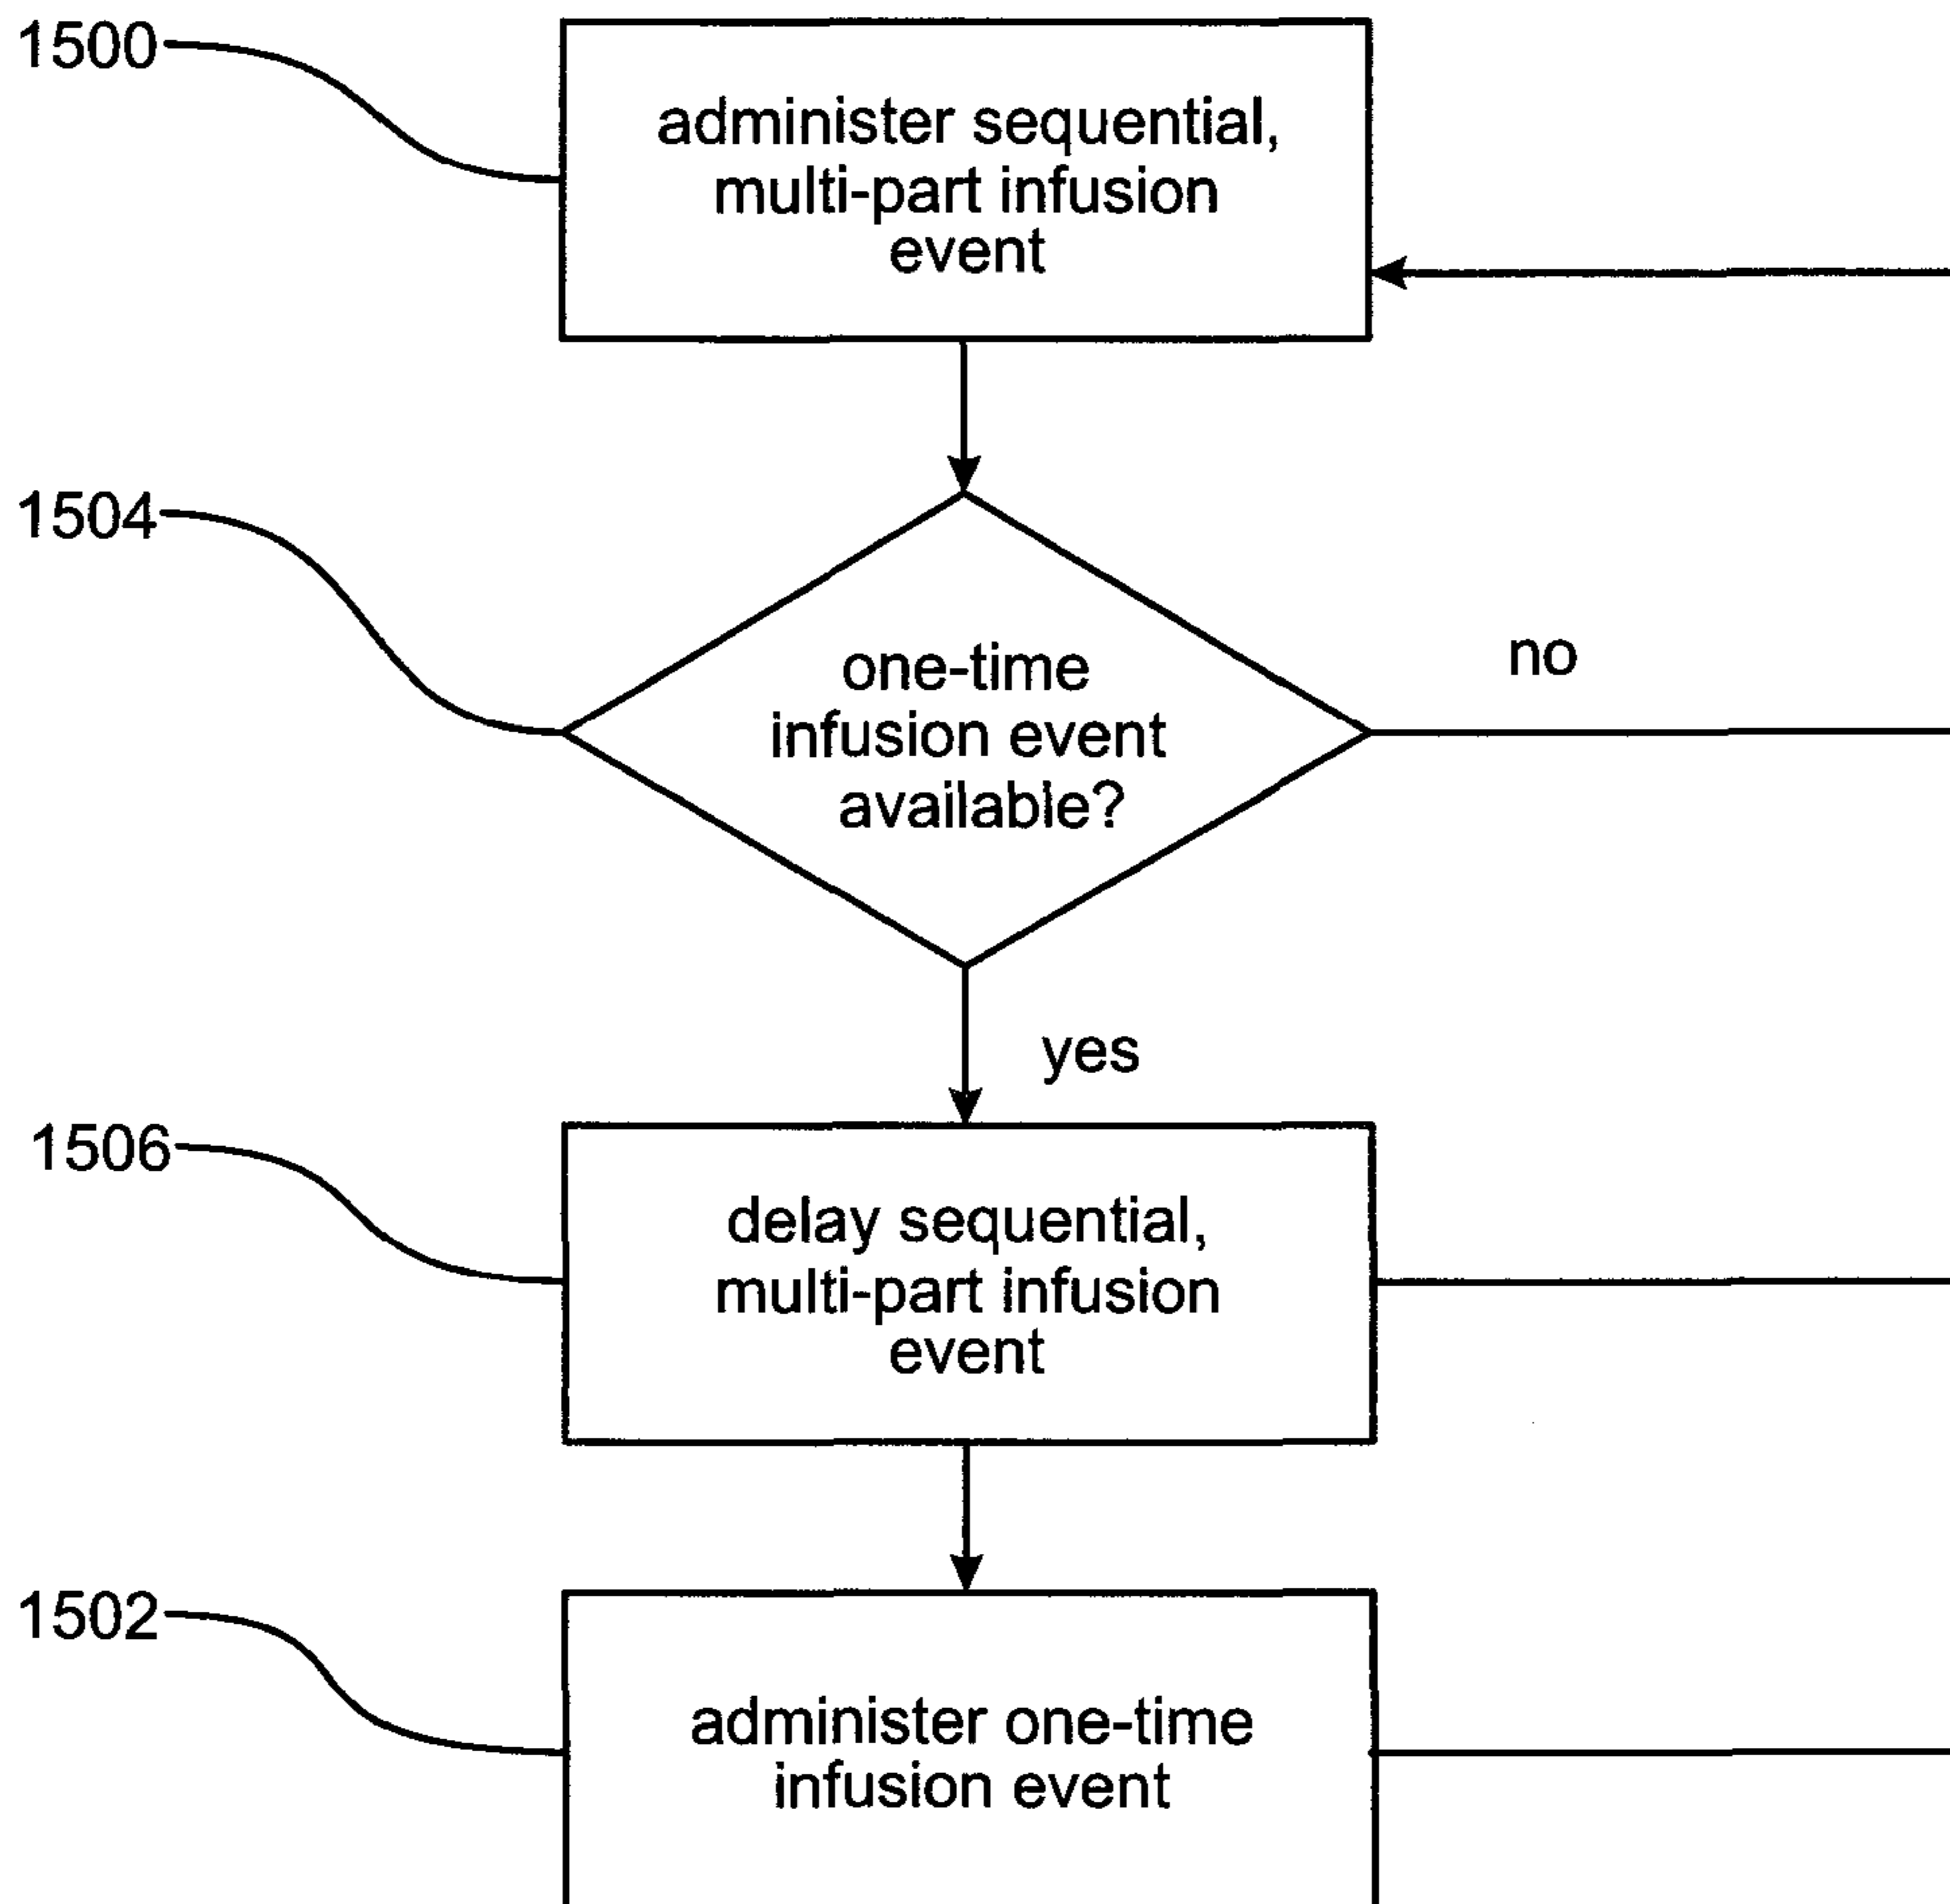 1500
administer sequential,
multi-part infusion
event
1504
one-time
infusion event
available?
no
yes
1506
delay sequential,
multi-part infusion
event
1502
administer one-time
infusion event